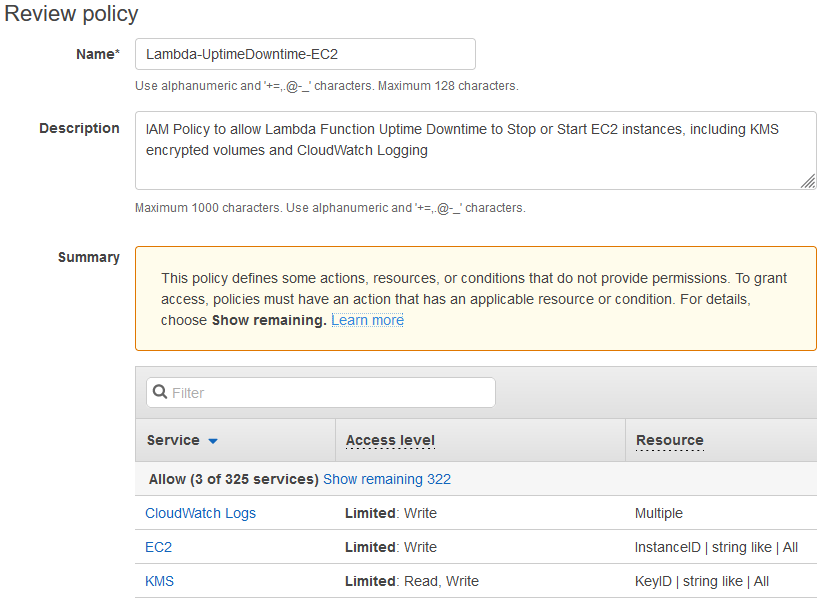 Review policy
Name*
Lambda-UptimeDowntime-EC2
Use alphanumeric and '+=,.@-_' characters. Maximum 128 characters.
Description
IAM Policy to allow Lambda Function Uptime Downtime to Stop or Start EC2 instances, including KMS
encrypted volumes and CloudWatch Logging
Maximum 1000 characters. Use alphanumeric and '+=,.@-_' characters.
Summary
This policy defines some actions, resources, or conditions that do not provide permissions. To grant
access, policies must have an action that has an applicable resource or condition. For details,
choose Show remaining. Learn more
Filter
Service Access level Resource
Allow (3 of 325 services) Show remaining 322
CloudWatch Logs Limited: Write Multiple
EC2 Limited: Write InstanceID | string like | All
KMS Limited: Read, Write KeyID | string like | All